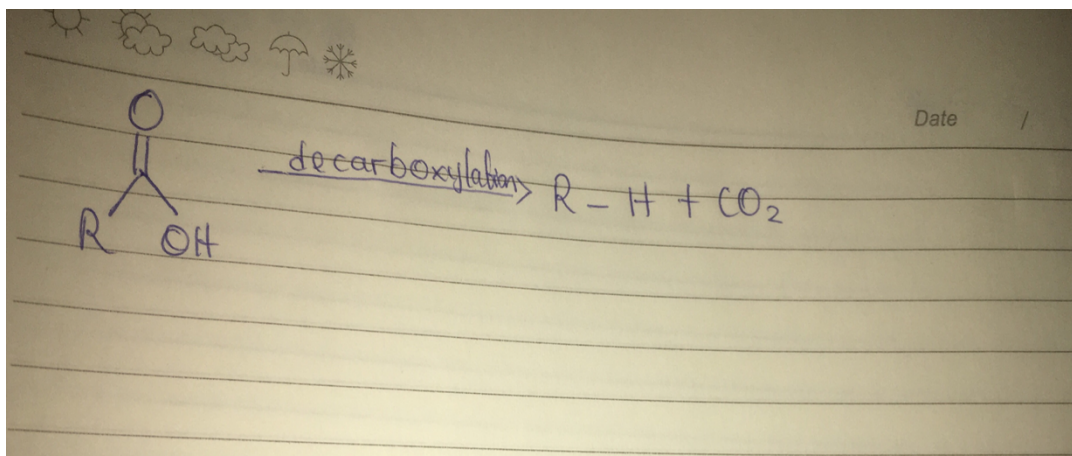 Date /
O
decarboxylation
R - H + CO₂
R OH